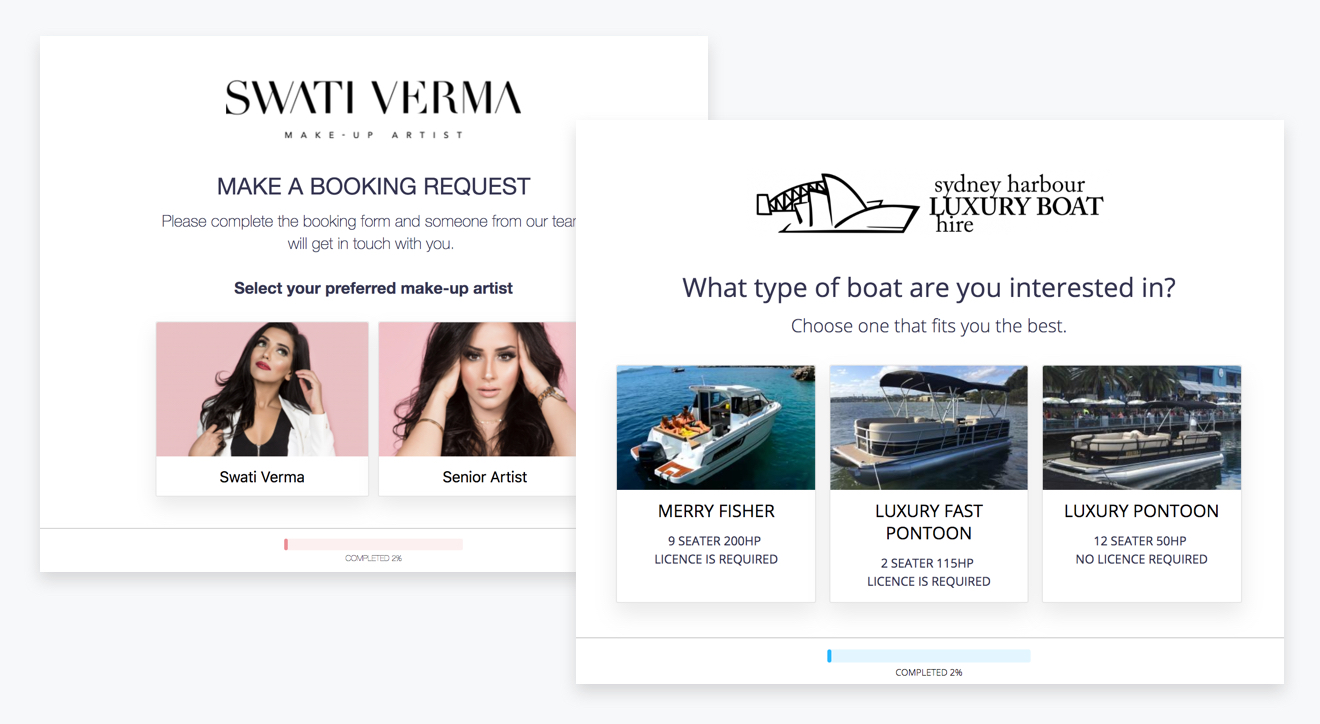 SWATI VERMA
MAKE-UP ARTIST
MAKE A BOOKING REQUEST
Please complete the booking form and someone from our tea
will get in touch with you.
Select your preferred make-up artist
Swati Verma
Senior Artist
COMPLETED 2%
sydney harbour
LUXURY BOAT
hire
What type of boat are you interested in?
Choose one that fits you the best.
MERRY FISHER
9 SEATER 200HP
LICENCE IS REQUIRED
LUXURY FAST
PONTOON
2 SEATER 115HP
LICENCE IS REQUIRED
LUXURY PONTOON
12 SEATER 50HP
NO LICENCE REQUIRED
COMPLETED 2%